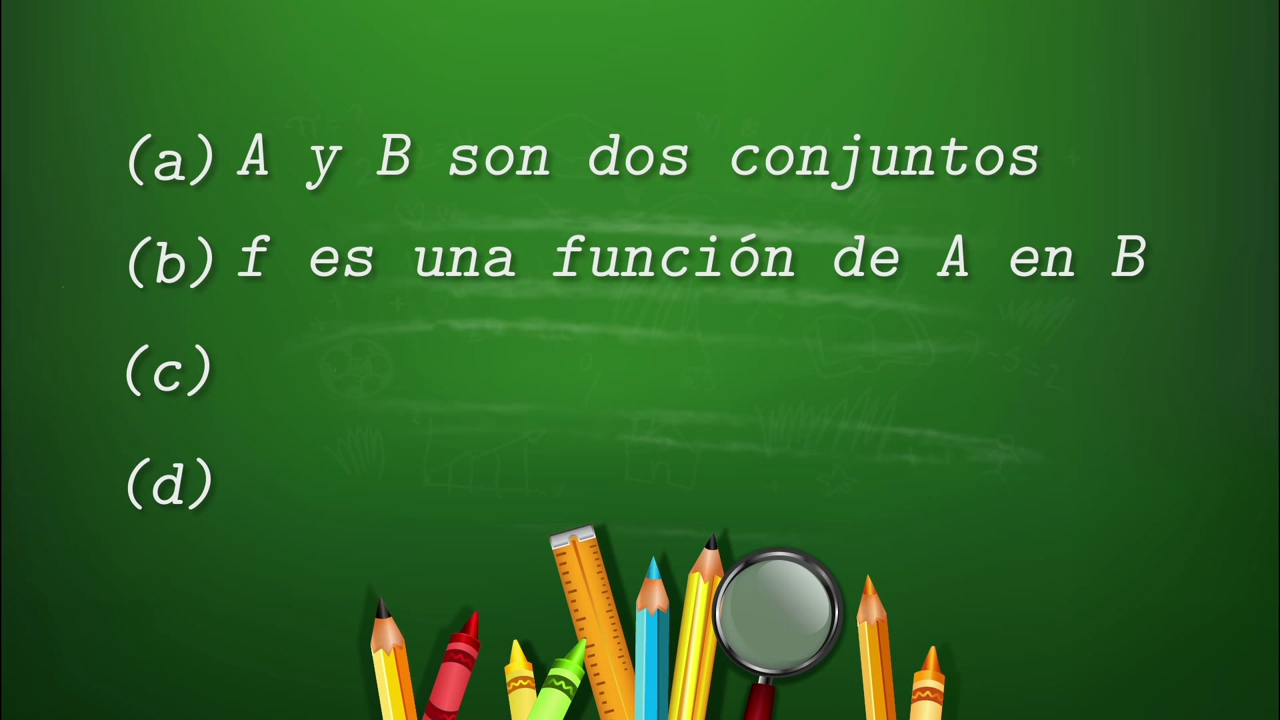 (a) A y B son dos conjuntos
(b) f es una función de A en B
(c)
(d)